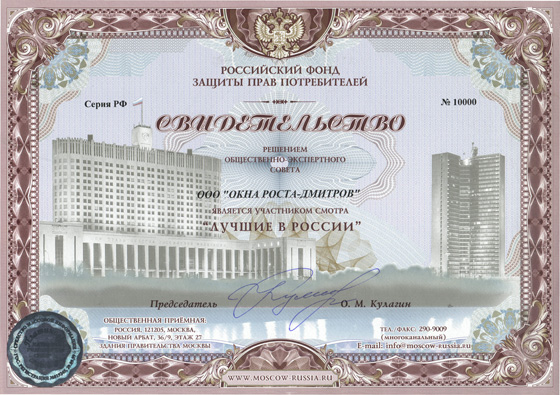 РОССИЙСКИЙ ФОНД
ЗАЩИТЫ ПРАВ ПОТРЕБИТЕЛЕЙ
Серия РФ
№ 10000
СВИДЕТЕЛЬСТВО
РЕШЕНИЕМ
ОБЩЕСТВЕННО-ЭКСПЕРТНОГО
СОВЕТА
ООО "ОКНА РОСТА-ДМИТРОВ"
ЯВЛЯЕТСЯ УЧАСТНИКОМ СМОТРА
"ЛУЧШИЕ В РОССИИ"
Председатель О. М. Кулагин
ОБЩЕСТВЕННАЯ ПРИЁМНАЯ:
РОССИЯ, 121205, МОСКВА,
НОВЫЙ АРБАТ, 36/9, ЭТАЖ 27
ЗДАНИЯ ПРАВИТЕЛЬСТВА МОСКВЫ
ТЕЛ./ФАКС: 290-9009
(многоканальный)
E-mail: info@moscow-russia.ru
WWW.MOSCOW-RUSSIA.RU